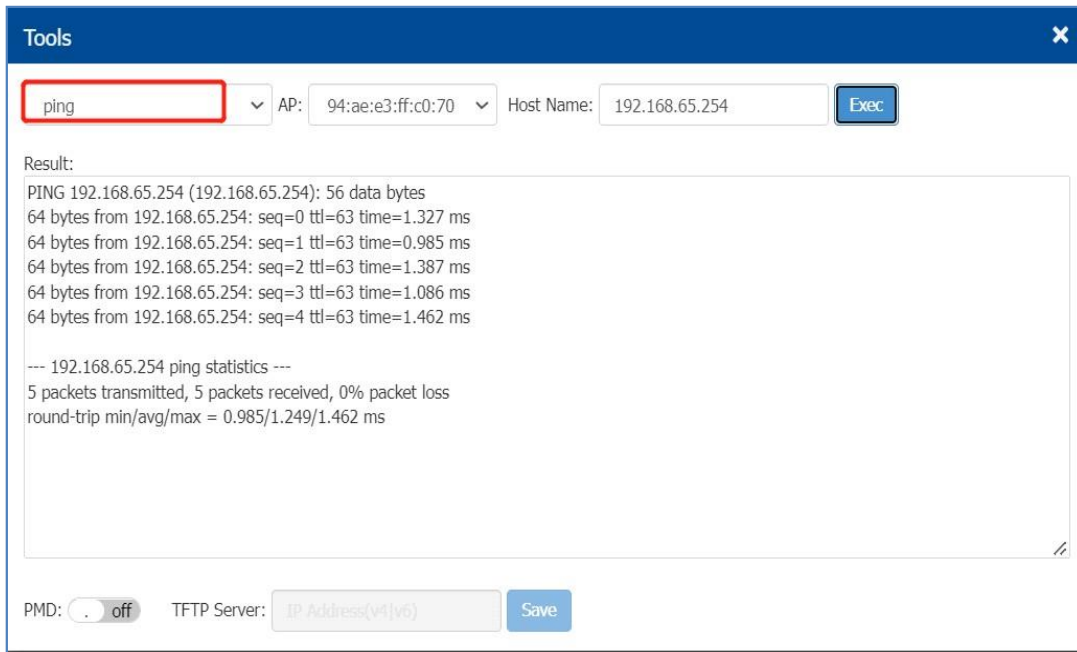 Tools
ping AP: 94:ae:e3:ff:c0:70 Host Name: 192.168.65.254 Exec
Result:
PING 192.168.65.254 (192.168.65.254): 56 data bytes
64 bytes from 192.168.65.254: seq=0 ttl=63 time=1.327 ms
64 bytes from 192.168.65.254: seq=1 ttl=63 time=0.985 ms
64 bytes from 192.168.65.254: seq=2 ttl=63 time=1.387 ms
64 bytes from 192.168.65.254: seq=3 ttl=63 time=1.086 ms
64 bytes from 192.168.65.254: seq=4 ttl=63 time=1.462 ms
--- 192.168.65.254 ping statistics ---
5 packets transmitted, 5 packets received, 0% packet loss
round-trip min/avg/max = 0.985/1.249/1.462 ms
PMD: . off TFTP Server: IP Address(v4|v6) Save